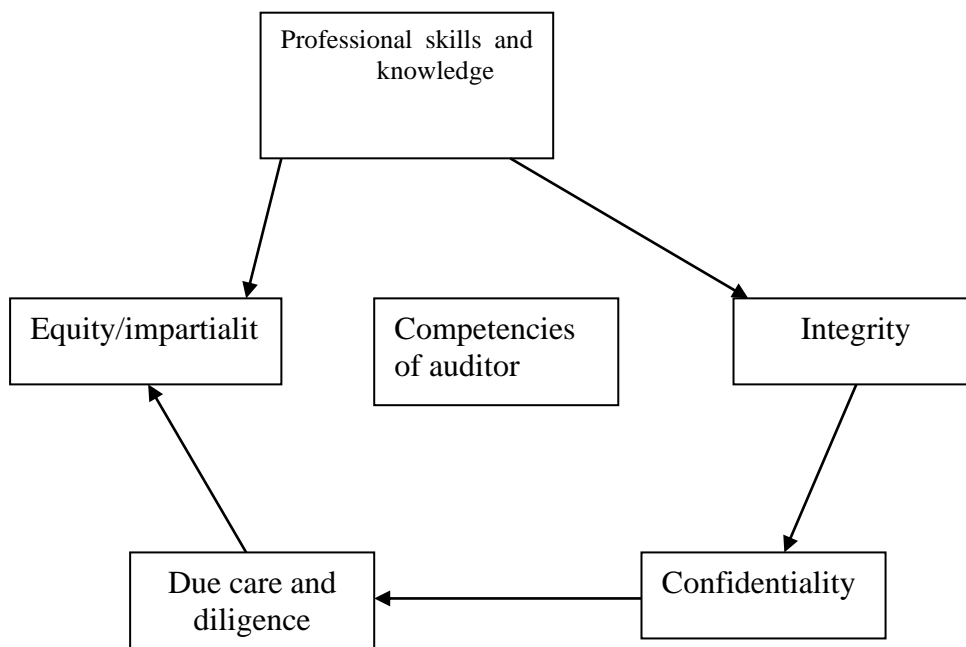 Professional skills and
knowledge
Equity/impartialit
Competencies
of auditor
Integrity
Due care and
diligence
Confidentiality